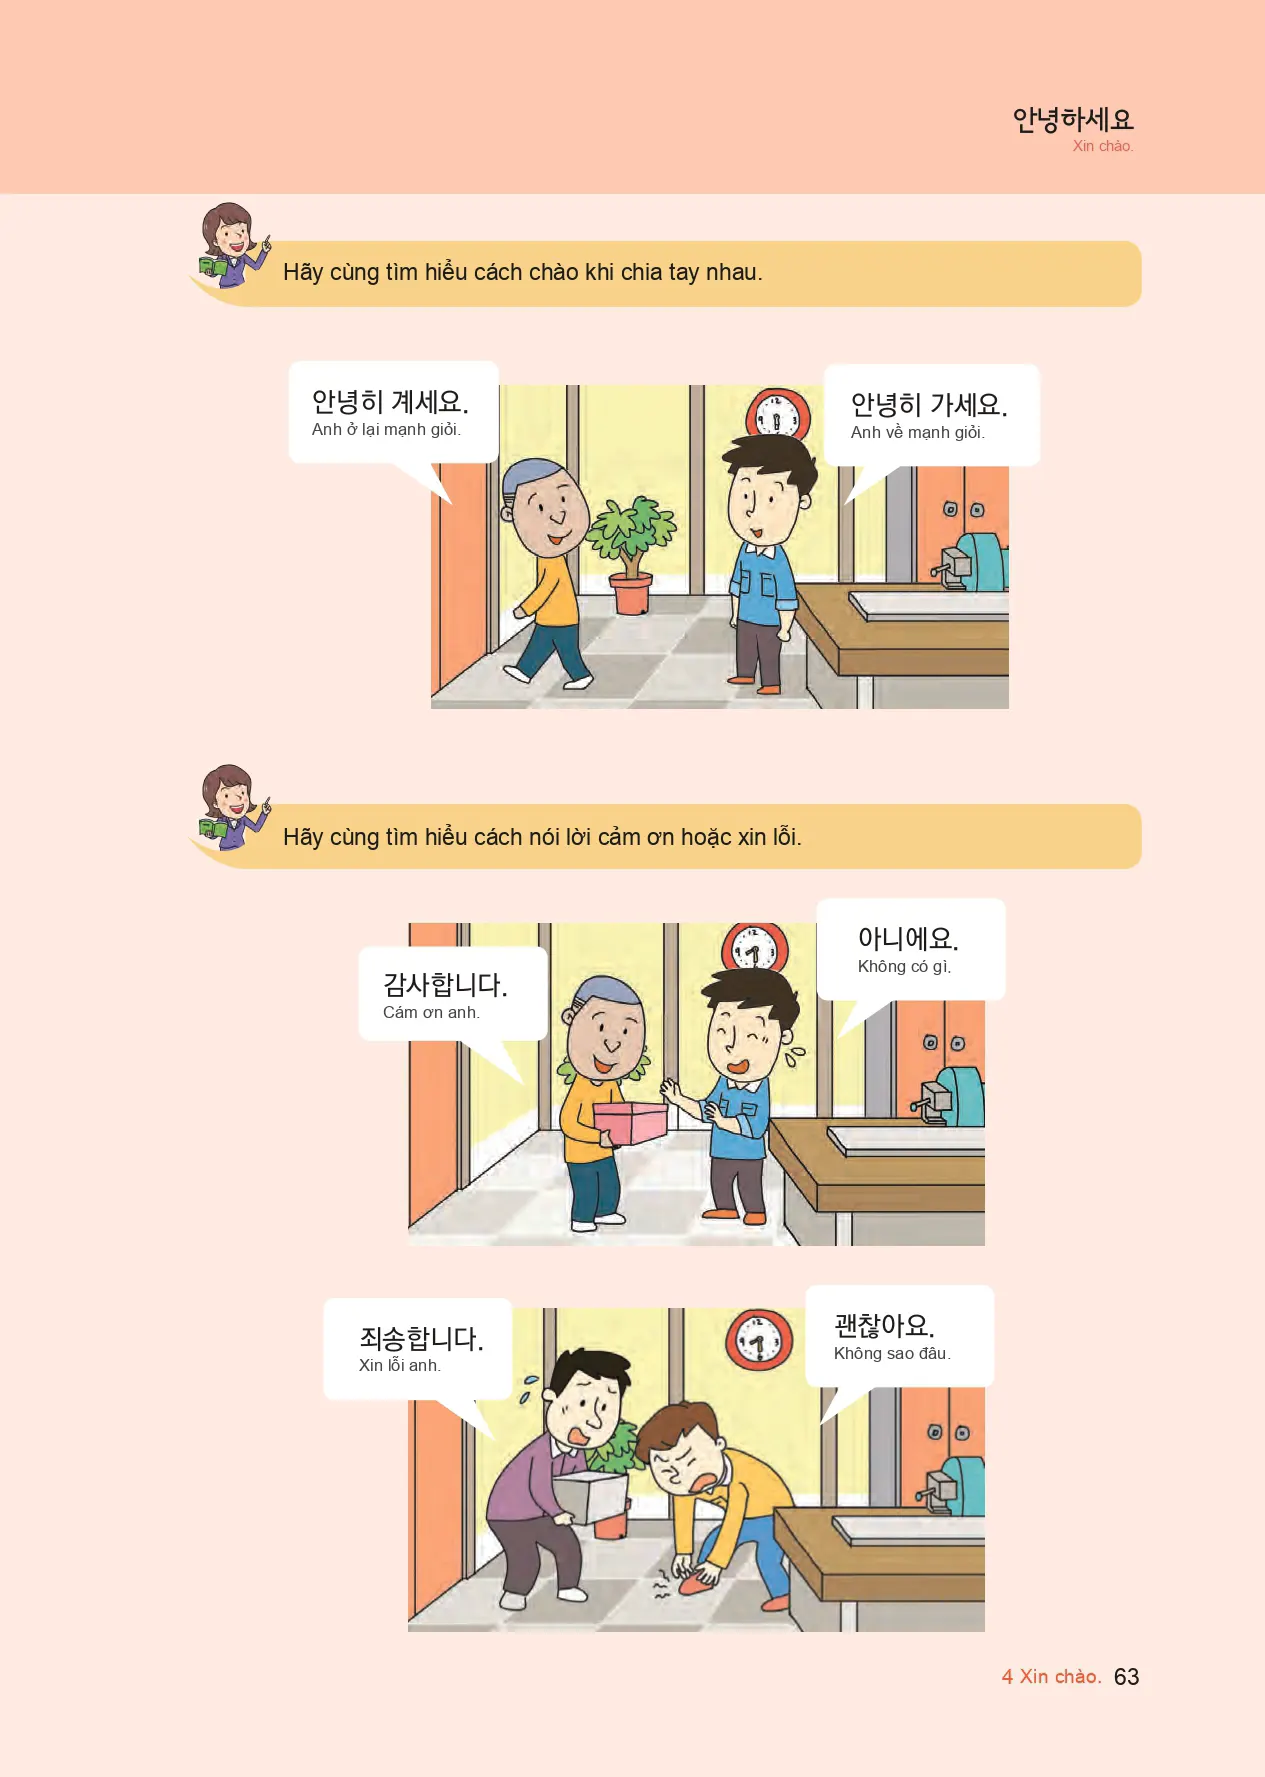 안녕하세요
Xin chào.
Hãy cùng tìm hiểu cách chào khi chia tay nhau.
안녕히 계세요.
Anh ở lại mạnh giỏi.
안녕히 가세요.
Anh về mạnh giỏi.
Hãy cùng tìm hiểu cách nói lời cảm ơn hoặc xin lỗi.
감사합니다.
Cám ơn anh.
아니에요.
Không có gì.
죄송합니다.
Xin lỗi anh.
괜찮아요.
Không sao đâu.
4 Xin chào. 63